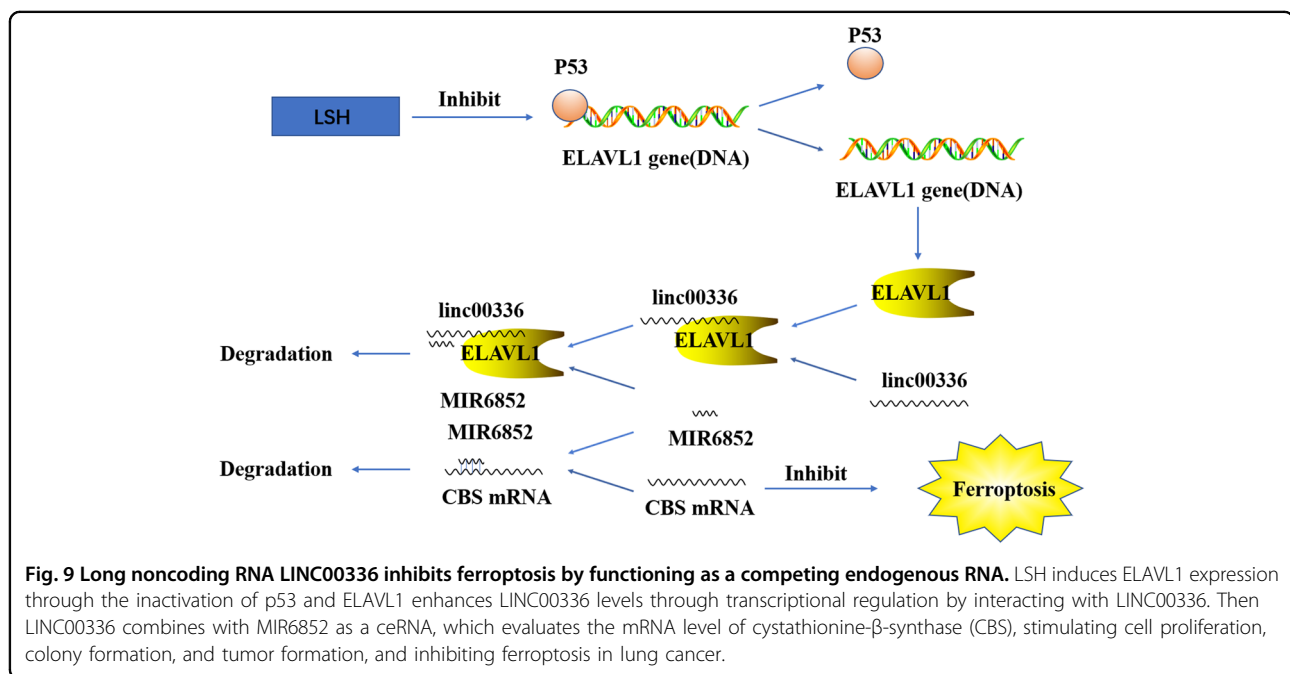 P53
P53
LSH
Inhibit
ELAVL1 gene(DNA)
ELAVL1 gene(DNA)
ELAVL1
linc00336
ELAVL1
linc00336
ELAVL1
Degradation
linc00336
MIR6852
MIR6852
MIR6852
Degradation
CBS mRNA
CBS mRNA
Inhibit
Ferroptosis
Fig. 9 Long noncoding RNA LINC00336 inhibits ferroptosis by functioning as a competing endogenous RNA. LSH induces ELAVL1 expression
through the inactivation of p53 and ELAVL1 enhances LINC00336 levels through transcriptional regulation by interacting with LINC00336. Then
LINC00336 combines with MIR6852 as a ceRNA, which evaluates the mRNA level of cystathionine-β-synthase (CBS), stimulating cell proliferation,
colony formation, and tumor formation, and inhibiting ferroptosis in lung cancer.